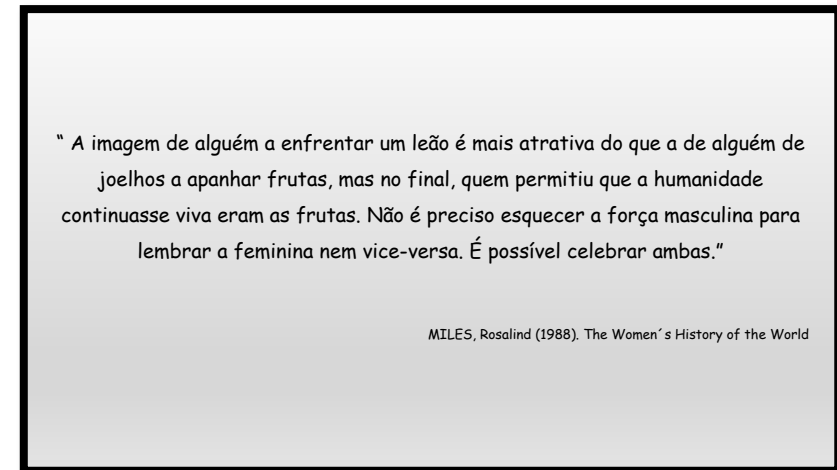 “ A imagem de alguém a enfrentar um leão é mais atrativa do que a de alguém de
joelhos a apanhar frutas, mas no final, quem permitiu que a humanidade
continuasse viva eram as frutas. Não é preciso esquecer a força masculina para
lembrar a feminina nem vice-versa. É possível celebrar ambas.”
MILES, Rosalind (1988). The Women´s History of the World